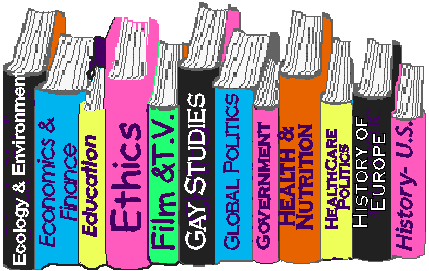 Ecology & Environment
Economics &
Finance
Education
Ethics
Film & T.V.
GAY STUDIES
GLOBAL POLITICS
GOVERNMENT
HEALTH &
NUTRITION
HEALTHCARE
POLITICS
HISTORY OF
EUROPE
History- U.S.